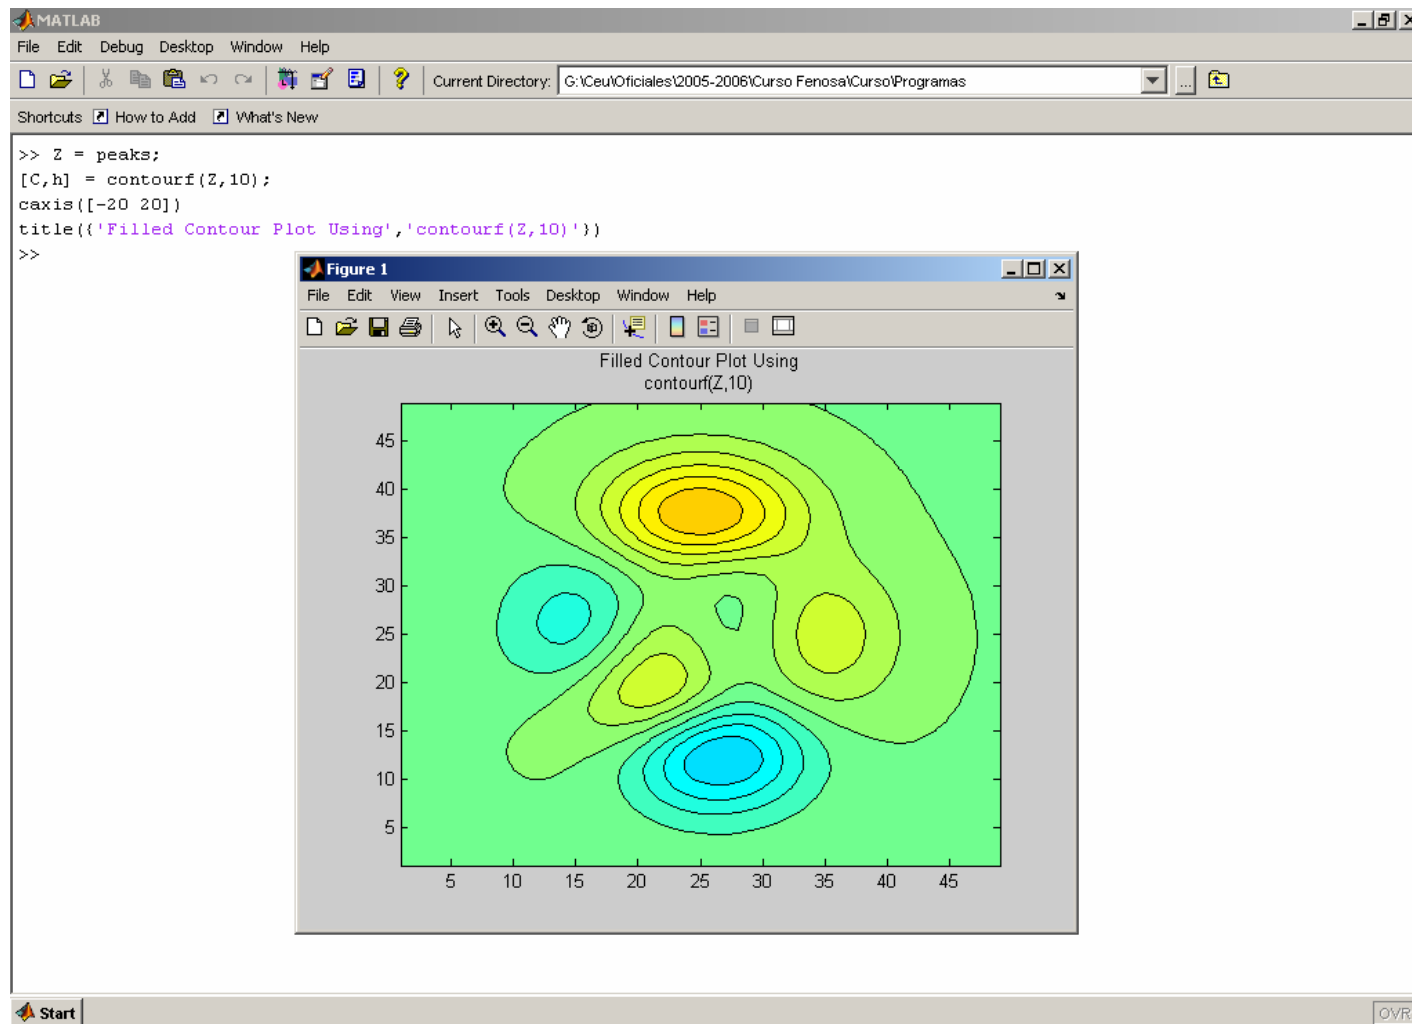 MATLAB
File Edit Debug Desktop Window Help
Current Directory: G:\Ceu\Oficiales\2005-2006\Curso Fenosa\Curso\Programas
...
Shortcuts How to Add What's New
>> Z = peaks;
[C,h] = contourf(Z,10);
caxis([-20 20])
title({'Filled Contour Plot Using','contourf(Z,10)'})
>>
Figure 1
File Edit View Insert Tools Desktop Window Help
Filled Contour Plot Using
contourf(Z,10)
45
40
35
30
25
20
15
10
5
5 10 15 20 25 30 35 40 45
Start
OVR